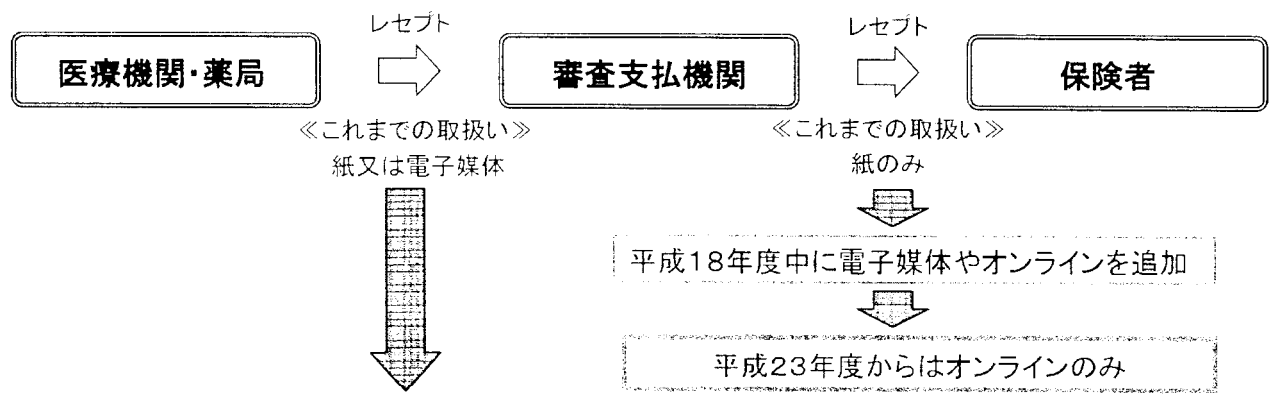 レセプト
レセプト
医療機関・薬局
審査支払機関
保険者
≪これまでの取扱い≫
紙又は電子媒体
≪これまでの取扱い≫
紙のみ
平成18年度中に電子媒体やオンラインを追加
平成23年度からはオンラインのみ